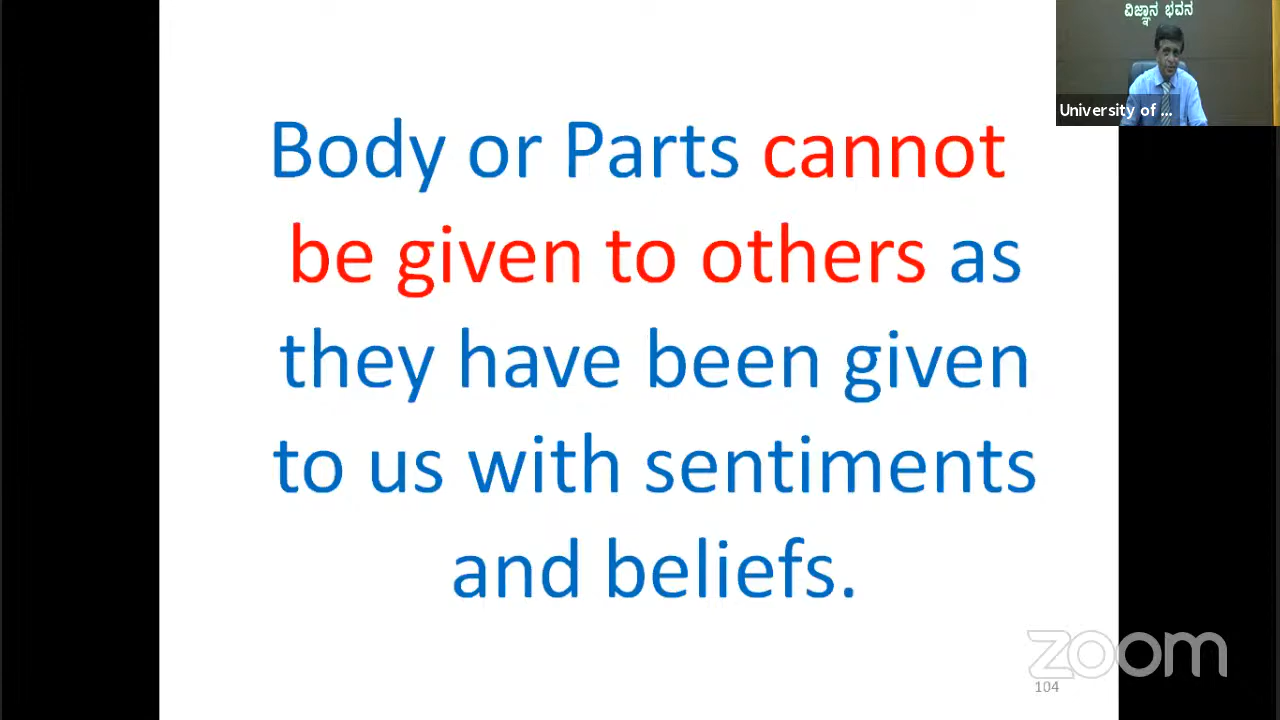 ವಿಜ್ಞಾನ ಭವನ
University of ...
Body or Parts cannot
be given to others as
they have been given
to us with sentiments
and beliefs.
zoom
104